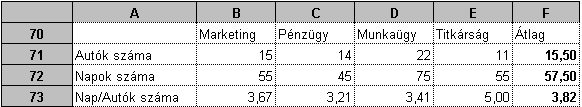 A B C D E F
70 Marketing Pénzügy Munkaügy Titkárság Átlag
71 Autók száma 15 14 22 11 15,50
72 Napok száma 55 45 75 55 57,50
73 Nap/Autók száma 3,67 3,21 3,41 5,00 3,82